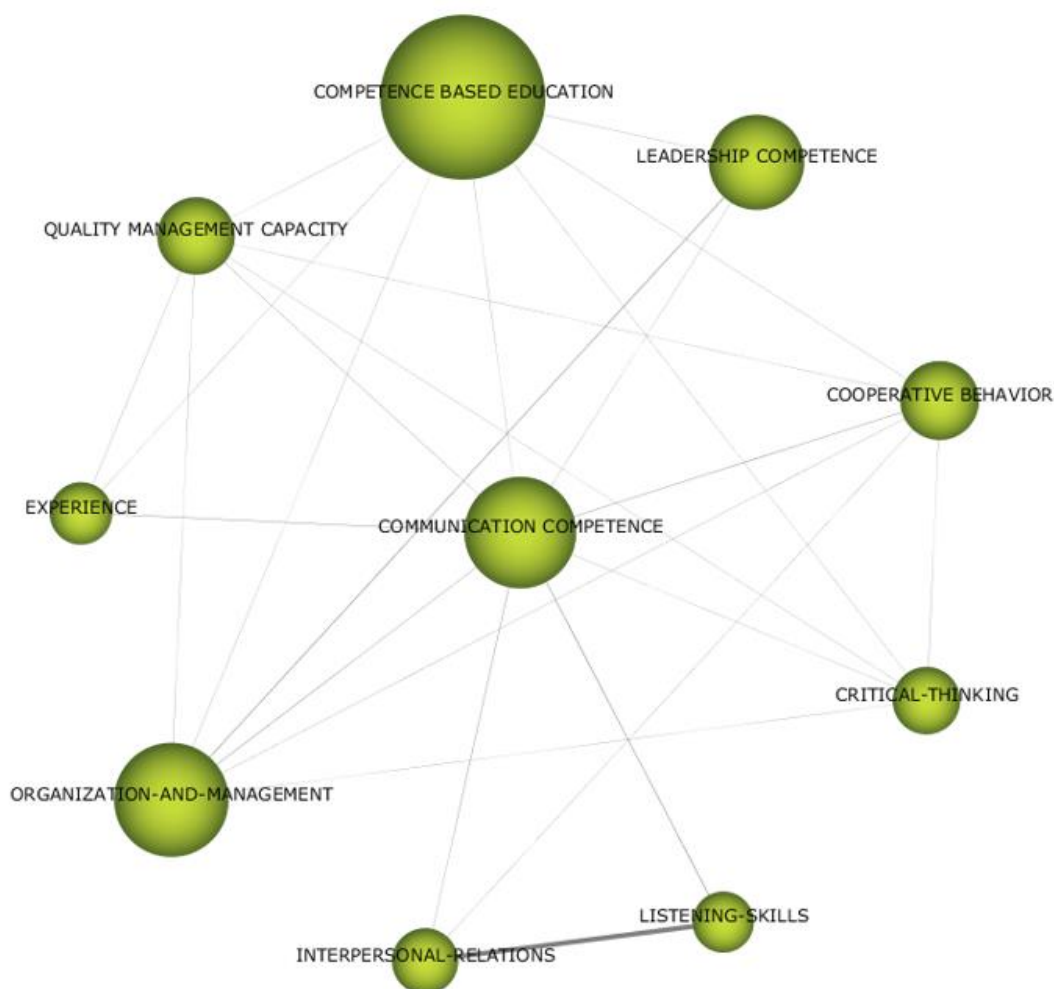 COMPETENCE BASED EDUCATION
LEADERSHIP COMPETENCE
QUALITY MANAGEMENT CAPACITY
COOPERATIVE BEHAVIOR
EXPERIENCE
COMMUNICATION COMPETENCE
CRITICAL-THINKING
ORGANIZATION-AND-MANAGEMENT
LISTENING-SKILLS
INTERPERSONAL-RELATIONS